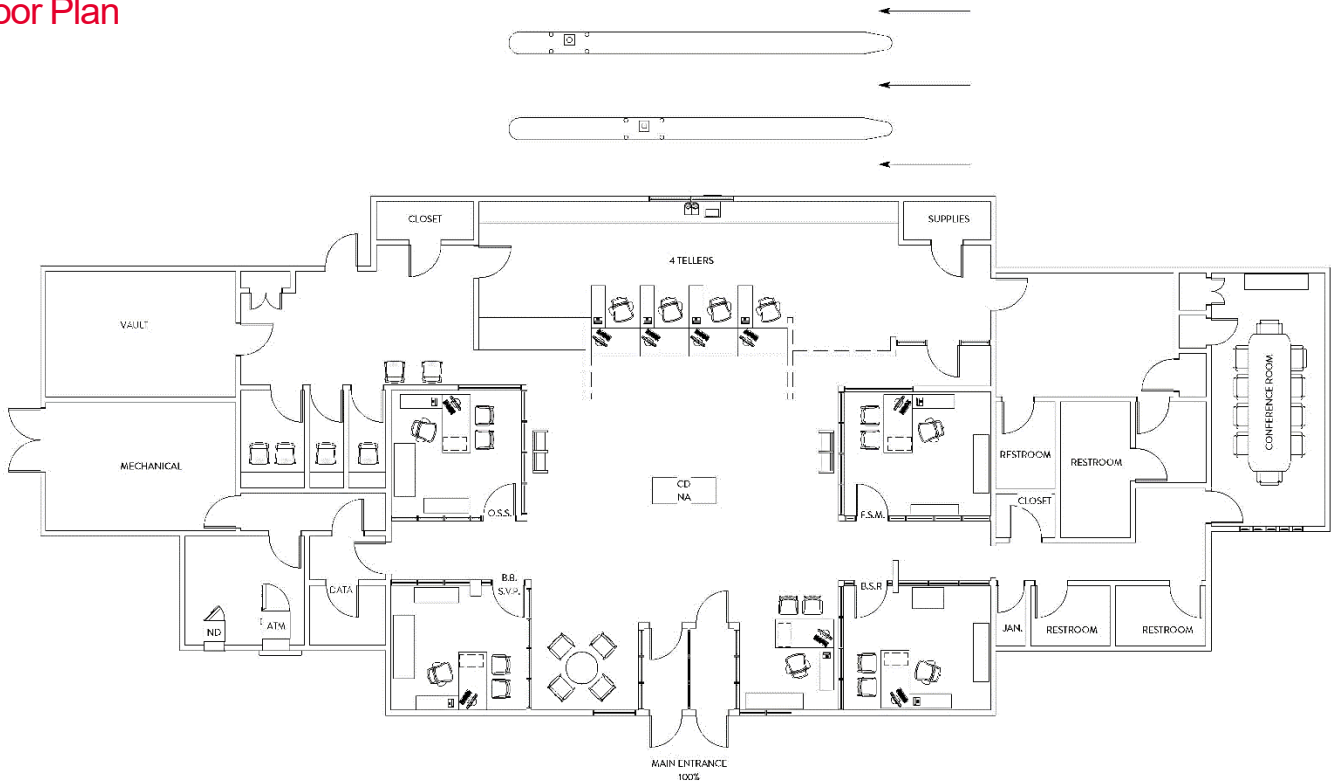 oor Plan
CLOSET
SUPPLIES
4 TELLERS
VAULT
CONFERENCE ROOM
MECHANICAL
RESTROOM
RESTROOM
CD
NA
CLOSET
O.S.S.
F.S.M.
B.B.
S.V.P.
B.S.R
DATA
ND
ATM
JAN.
RESTROOM
RESTROOM
MAIN ENTRANCE
100%